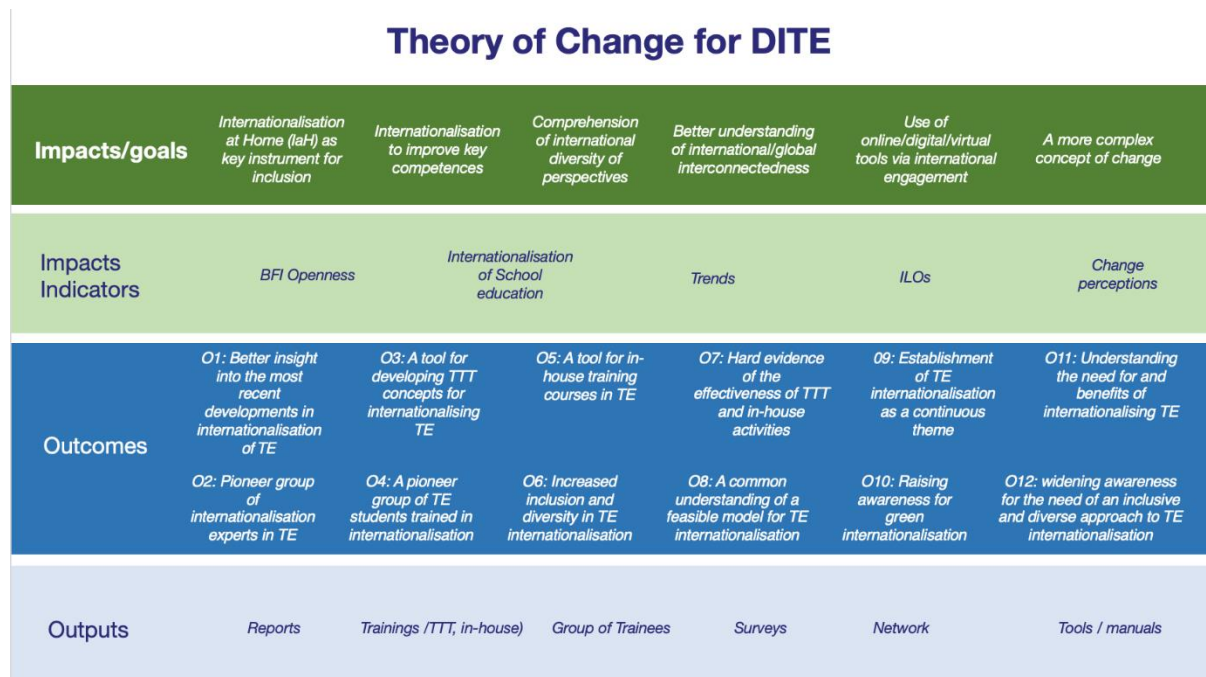 Theory of Change for DITE
Impacts/goals
Internationalisation
at Home (IaH) as
key instrument for
inclusion
Internationalisation
to improve key
competences
Comprehension
of international
diversity of
perspectives
Better understanding
of international/global
interconnectedness
Use of
online/digital/virtual
tools via international
engagement
A more complex
concept of change
Impacts
Indicators
BFI Openness
Internationalisation
of School
education
Trends
ILOs
Change
perceptions
Outcomes
O1: Better insight
into the most
recent
developments in
internationalisation
of TE
O3: A tool for
developing TTT
concepts for
internationalising
TE
O5: A tool for in-
house training
courses in TE
O7: Hard evidence
of the
effectiveness of TTT
and in-house
activities
09: Establishment
of TE
internationalisation
as a continuous
theme
O11: Understanding
the need for and
benefits of
internationalising TE
O2: Pioneer group
of
internationalisation
experts in TE
O4: A pioneer
group of TE
students trained in
internationalisation
O6: Increased
inclusion and
diversity in TE
internationalisation
O8: A common
understanding of a
feasible model for TE
internationalisation
O10: Raising
awareness for
green
internationalisation
O12: widening awareness
for the need of an inclusive
and diverse approach to TE
internationalisation
Outputs
Reports
Trainings /TTT, in-house)
Group of Trainees
Surveys
Network
Tools / manuals